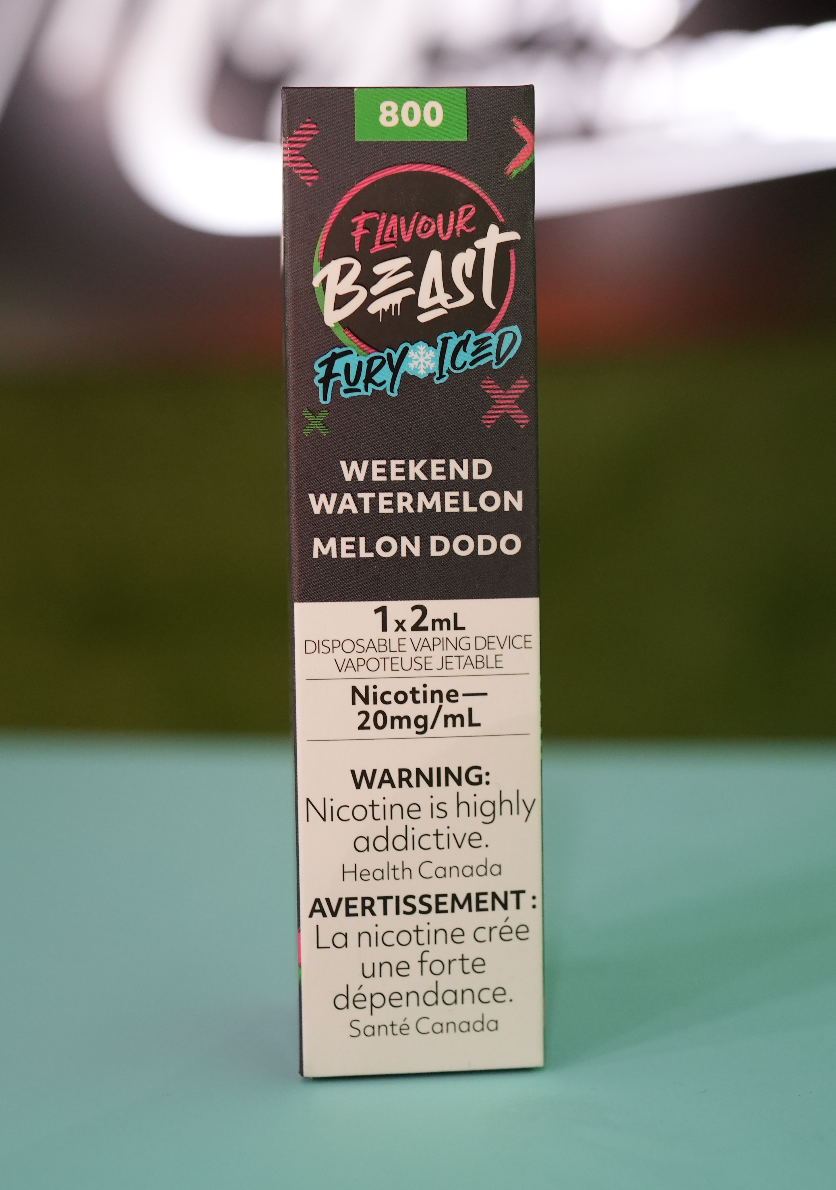 800
FLAVOUR
BEAST
FURY ICED
WEEKEND
WATERMELON
MELON DODO
1x2mL
DISPOSABLE VAPING DEVICE
VAPOTEUSE JETABLE
Nicotine—
20mg/mL
WARNING:
Nicotine is highly
addictive.
Health Canada
AVERTISSEMENT :
La nicotine crée
une forte
dépendance.
Santé Canada